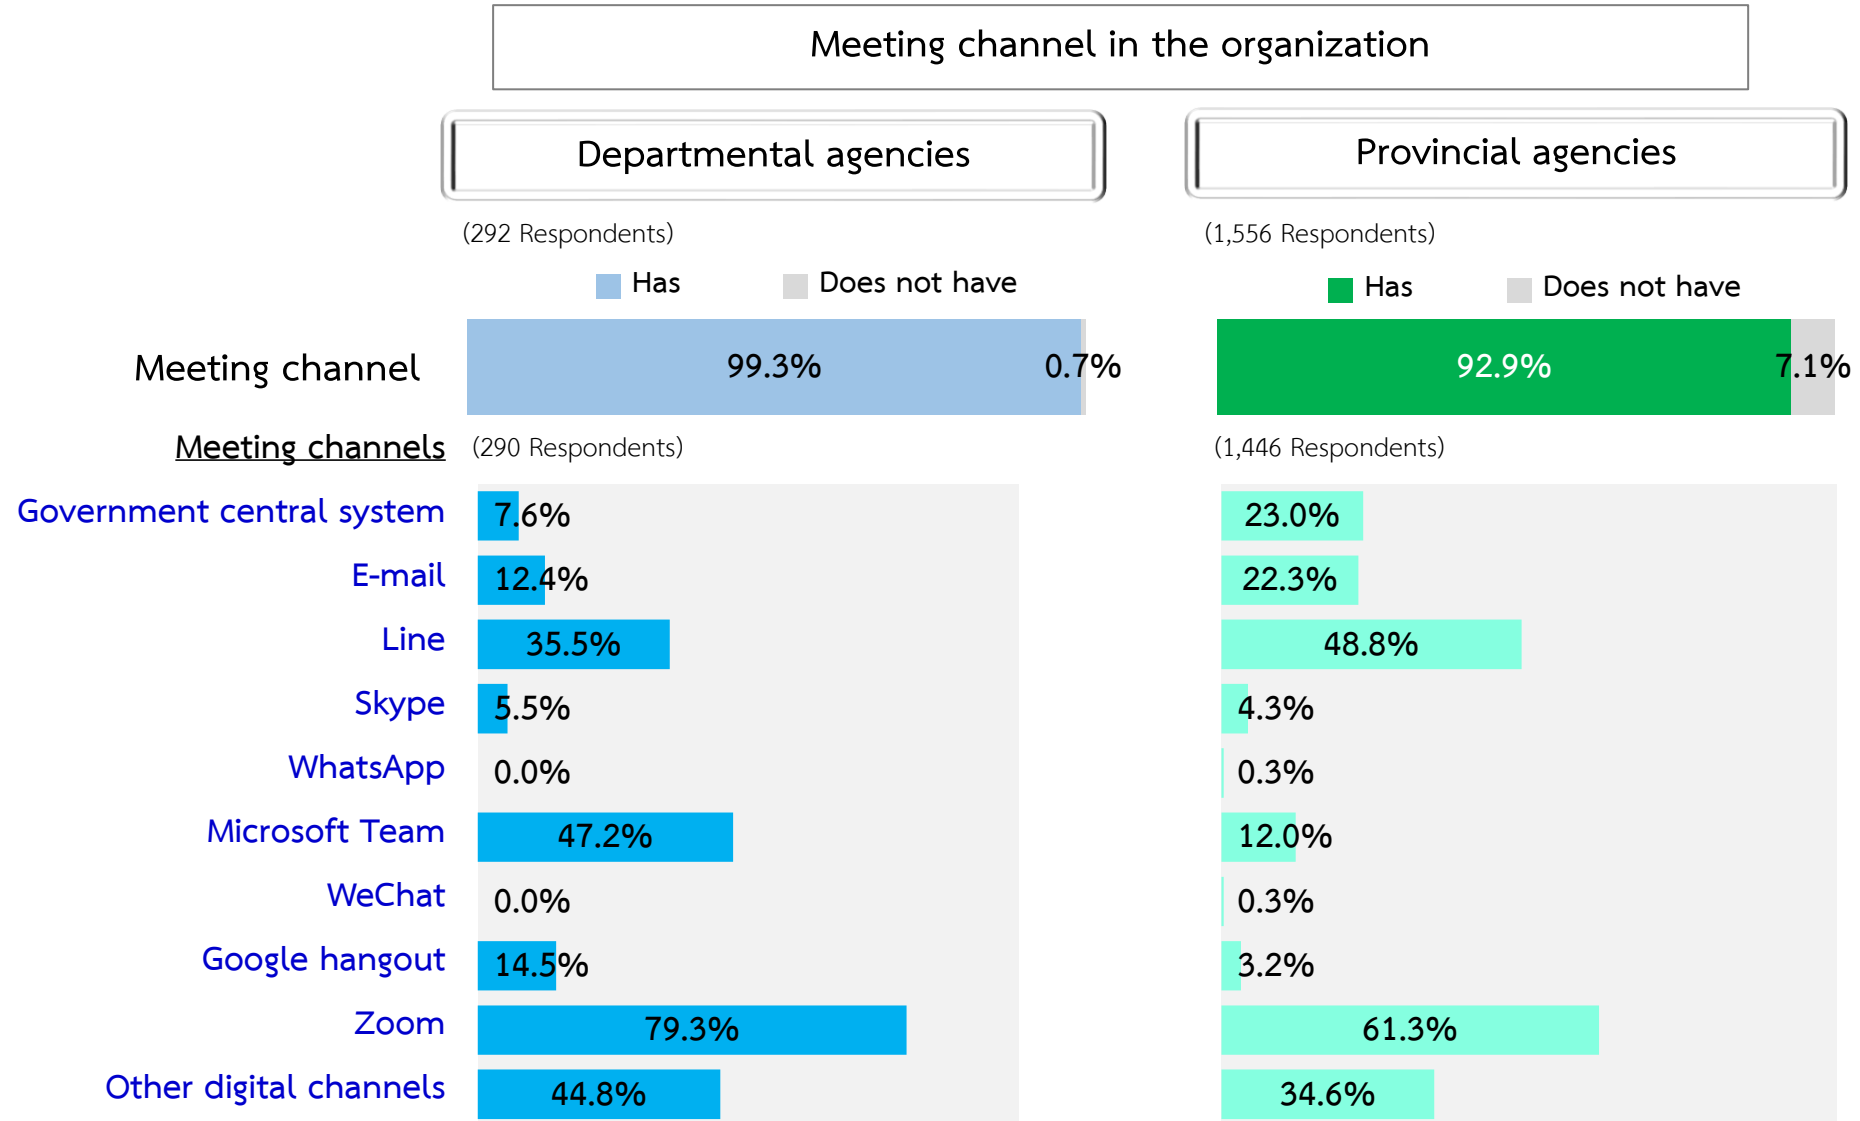 Meeting channel in the organization
Departmental agencies
Provincial agencies
(292 Respondents)
(1,556 Respondents)
Has
Does not have
Has
Does not have
Meeting channel
99.3%
0.7%
92.9%
7.1%
Meeting channels
(290 Respondents)
(1,446 Respondents)
Government central system
7.6%
23.0%
E-mail
12.4%
22.3%
Line
35.5%
48.8%
Skype
5.5%
4.3%
WhatsApp
0.0%
0.3%
Microsoft Team
47.2%
12.0%
WeChat
0.0%
0.3%
Google hangout
14.5%
3.2%
Zoom
79.3%
61.3%
Other digital channels
44.8%
34.6%